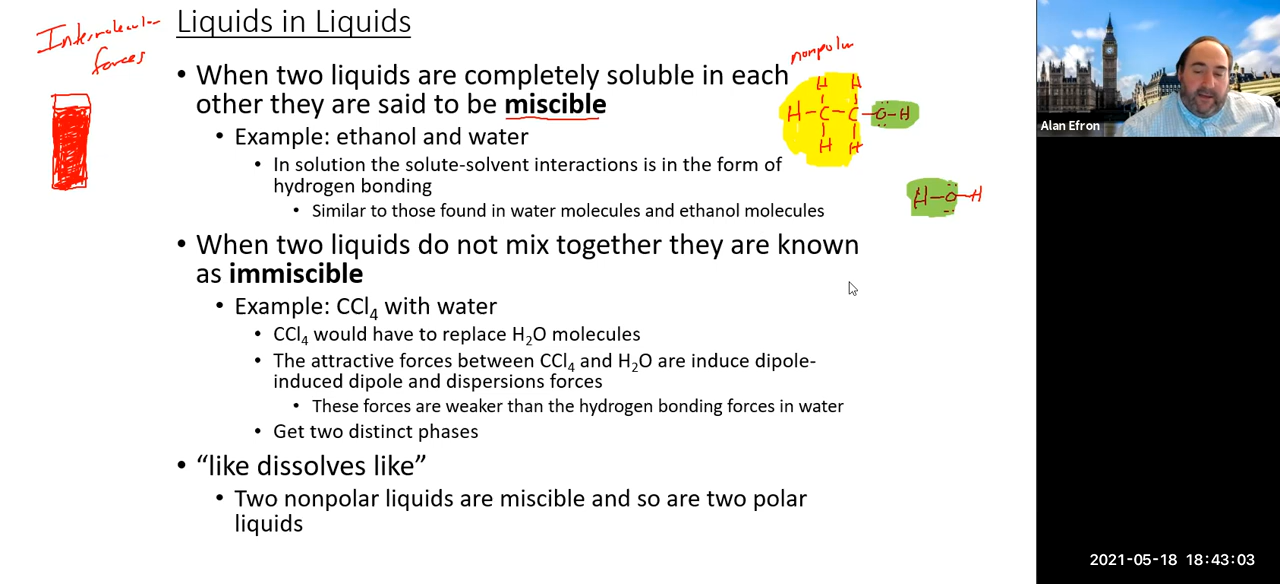 Intermolecular
forces
Liquids in Liquids
nonpolar
• When two liquids are completely soluble in each
other they are said to be miscible
• Example: ethanol and water
• In solution the solute-solvent interactions is in the form of
hydrogen bonding
• Similar to those found in water molecules and ethanol molecules
H H
H-C-C-O-H
H H
H-O-H
• When two liquids do not mix together they are known
as immiscible
• Example: CCl₄ with water
• CCl₄ would have to replace H₂O molecules
• The attractive forces between CCl₄ and H₂O are induce dipole-
induced dipole and dispersions forces
• These forces are weaker than the hydrogen bonding forces in water
• Get two distinct phases
• “like dissolves like”
• Two nonpolar liquids are miscible and so are two polar
liquids
Alan Efron
2021-05-18 18:43:03